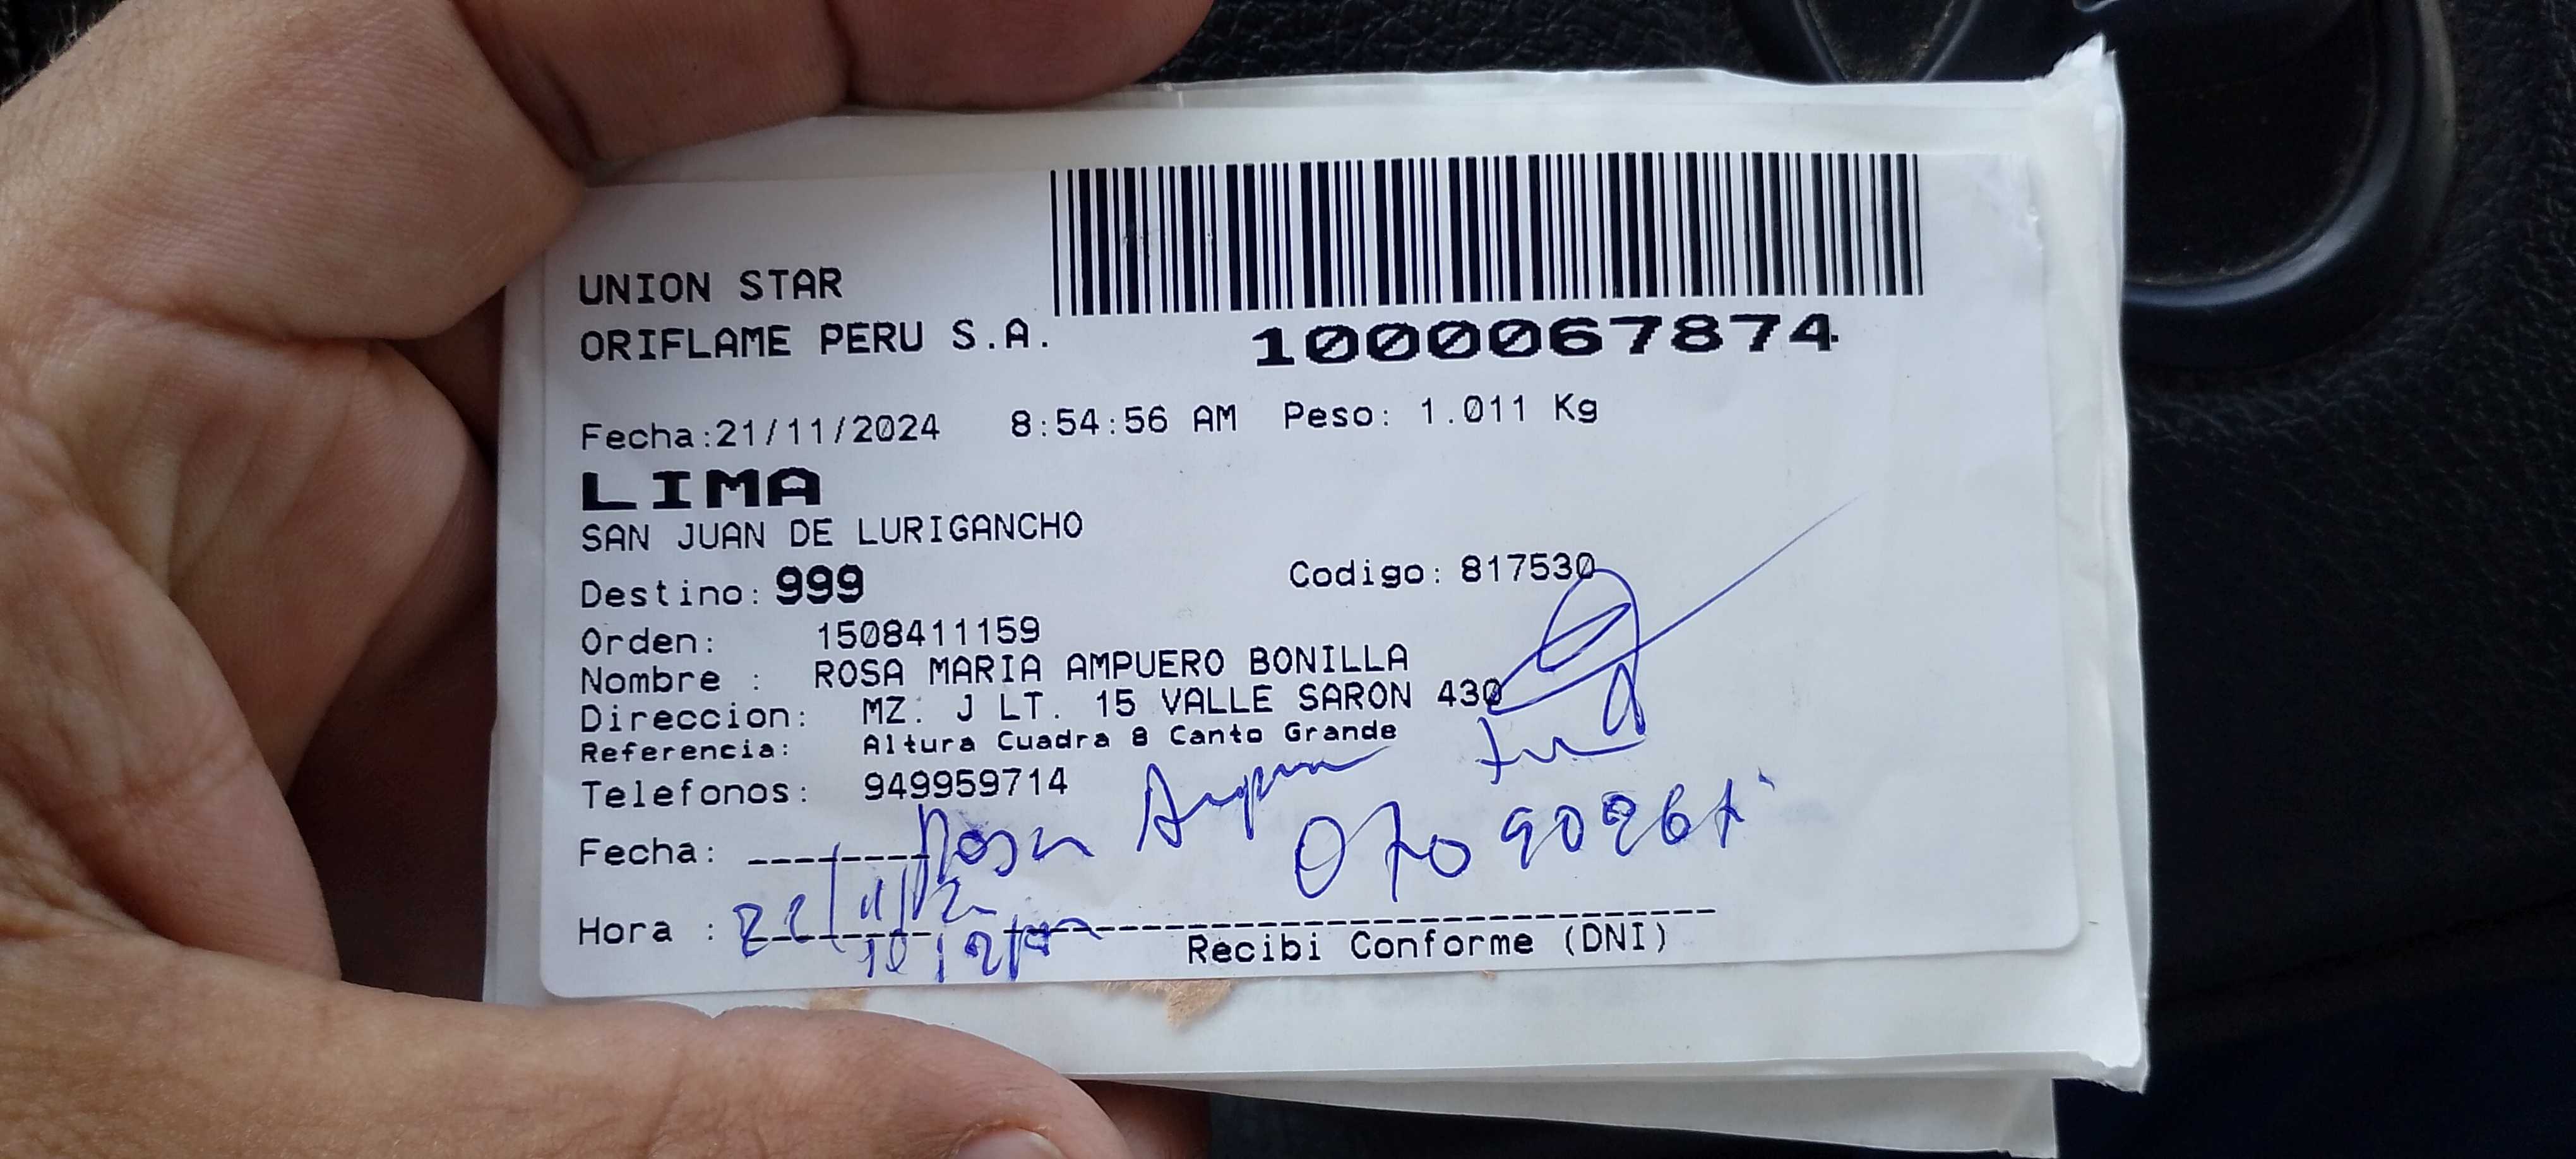 UNION STAR
ORIFLAME PERU S.A.
1000067874
Fecha:21/11/2024 8:54:56 AM Peso: 1.011 Kg
LIMA
SAN JUAN DE LURIGANCHO
Destino: 999 Codigo: 817530
Orden: 1508411159
Nombre : ROSA MARIA AMPUERO BONILLA
Direccion: MZ. J LT. 15 VALLE SARON 430
Referencia: Altura Cuadra 8 Canto Grande
Telefonos: 949959714
Rosa
Fecha:
Hora :
Recibi Conforme (DNI)